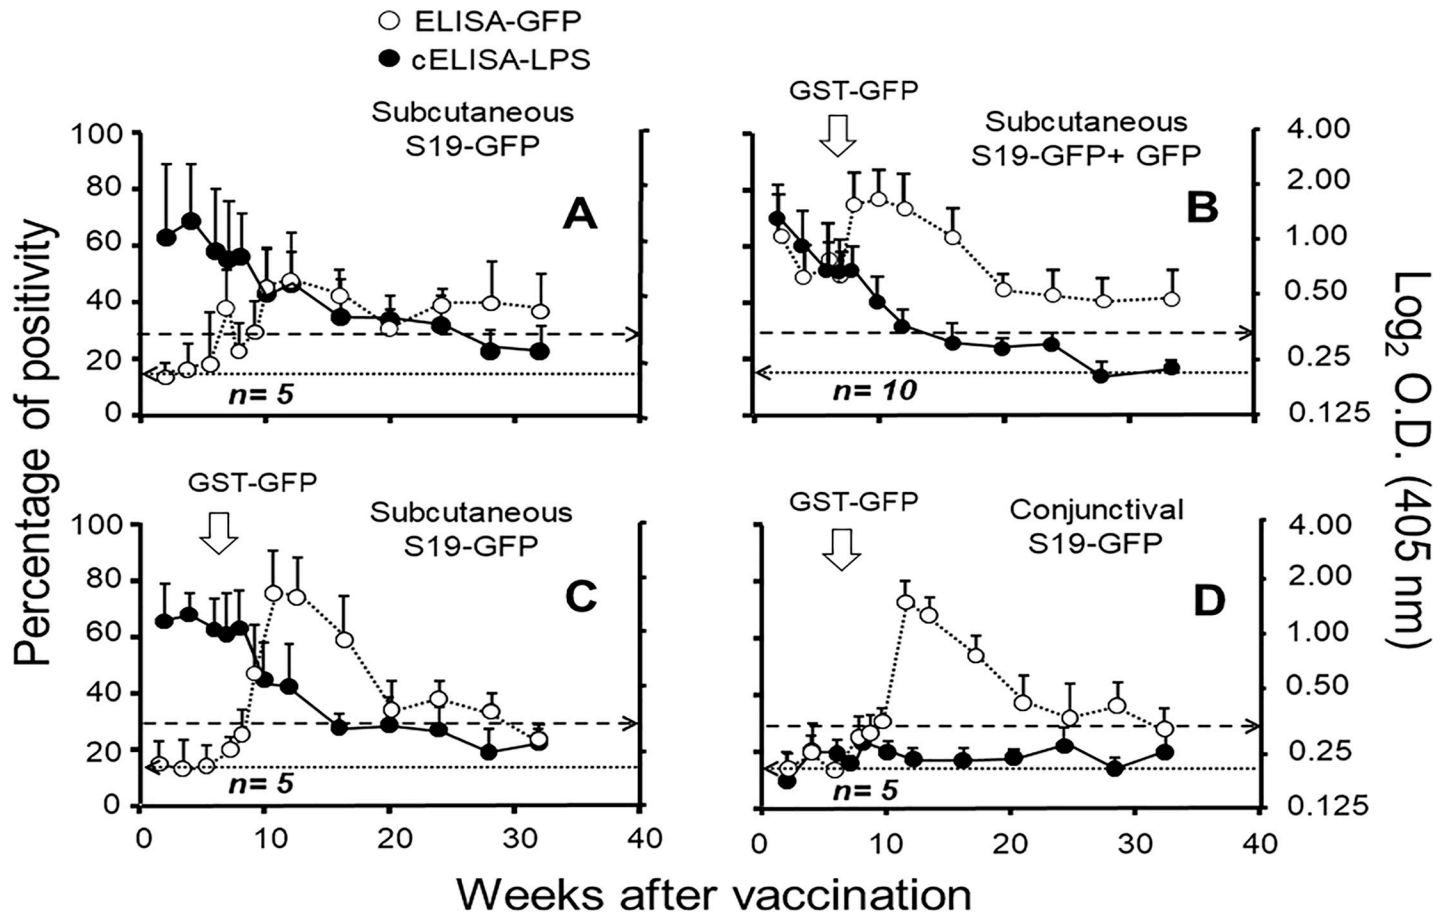 ELISA-GFP
cELISA-LPS
Subcutaneous
S19-GFP
A
100
80
60
40
20
0
n= 5
GST-GFP
Subcutaneous
S19-GFP+ GFP
B
n= 10
4.00
2.00
1.00
0.50
0.25
0.125
GST-GFP
Subcutaneous
S19-GFP
C
100
80
60
40
20
0
n= 5
0
10
20
30
40
GST-GFP
Conjunctival
S19-GFP
D
n= 5
4.00
2.00
1.00
0.50
0.25
0.125
0
10
20
30
40
Percentage of positivity
Log2 O.D. (405 nm)
Weeks after vaccination